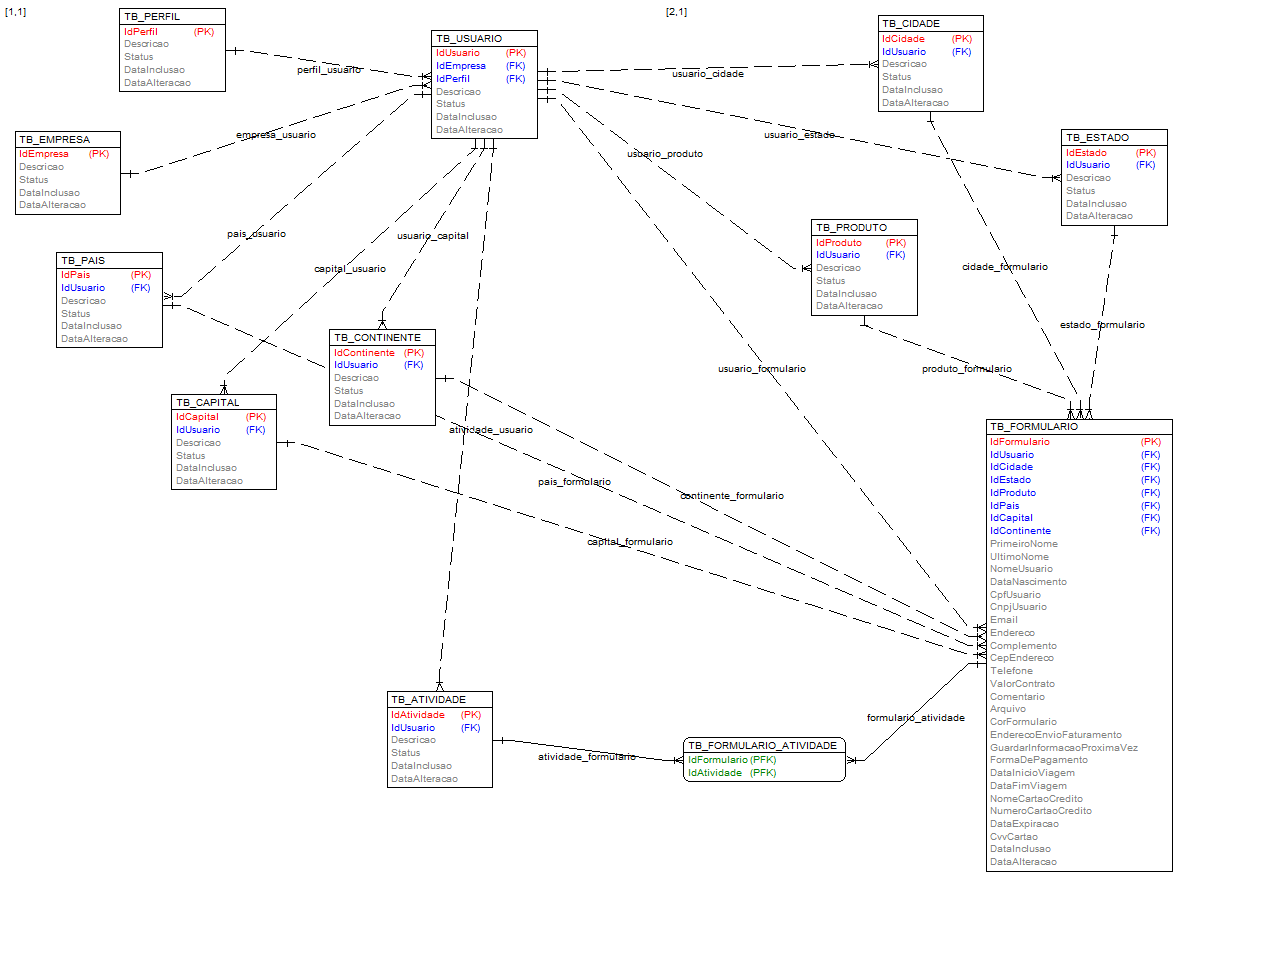 [1,1]
[2,1]
TB_PERFIL
IdPerfil (PK)
Descricao
Status
DataInclusao
DataAlteracao
TB_USUARIO
IdUsuario (PK)
IdEmpresa (FK)
IdPerfil (FK)
Descricao
Status
DataInclusao
DataAlteracao
TB_CIDADE
IdCidade (PK)
IdUsuario (FK)
Descricao
Status
DataInclusao
DataAlteracao
perfil_usuario
usuario_cidade
TB_EMPRESA
IdEmpresa (PK)
Descricao
Status
DataInclusao
DataAlteracao
empresa_usuario
usuario_estado
usuario_produto
TB_ESTADO
IdEstado (PK)
IdUsuario (FK)
Descricao
Status
DataInclusao
DataAlteracao
pais_usuario
usuario_capital
capital_usuario
TB_PRODUTO
IdProduto (PK)
IdUsuario (FK)
Descricao
Status
DataInclusao
DataAlteracao
TB_PAIS
IdPais (PK)
IdUsuario (FK)
Descricao
Status
DataInclusao
DataAlteracao
cidade_formulario
estado_formulario
usuario_formulario
produto_formulario
TB_CONTINENTE
IdContinente (PK)
IdUsuario (FK)
Descricao
Status
DataInclusao
DataAlteracao
TB_CAPITAL
IdCapital (PK)
IdUsuario (FK)
Descricao
Status
DataInclusao
DataAlteracao
atividade_usuario
pais_formulario
continente_formulario
capital_formulario
TB_FORMULARIO
IdFormulario (PK)
IdUsuario (FK)
IdCidade (FK)
IdEstado (FK)
IdProduto (FK)
IdPais (FK)
IdCapital (FK)
IdContinente (FK)
PrimeiroNome
UltimoNome
NomeUsuario
DataNascimento
CpfUsuario
CnpjUsuario
Email
Endereco
Complemento
CepEndereco
Telefone
ValorContrato
Comentario
Arquivo
CorFormulario
EnderecoEnvioFaturamento
GuardarInformacaoProximaVez
FormaDePagamento
DataInicioViagem
DataFimViagem
NomeCartaoCredito
NumeroCartaoCredito
DataExpiracao
CvvCartao
DataInclusao
DataAlteracao
TB_ATIVIDADE
IdAtividade (PK)
IdUsuario (FK)
Descricao
Status
DataInclusao
DataAlteracao
atividade_formulario
formulario_atividade
TB_FORMULARIO_ATIVIDADE
IdFormulario (PFK)
IdAtividade (PFK)